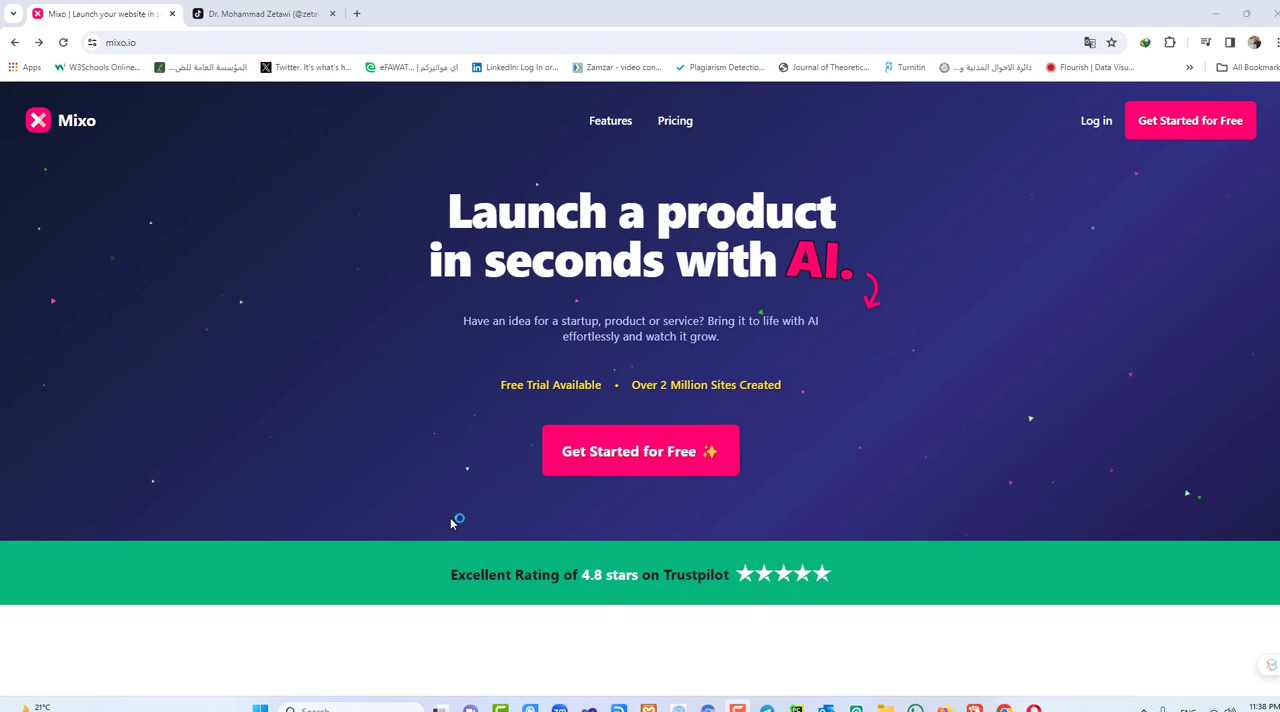 Mixo | Launch your website in s
Dr. Mohammad Zetawi (@zetav
mixo.io
Apps
W3Schools Online...
المؤسسة العامة للض...
Twitter. It's what's h...
eFAWAT... | إي فواتيركم
LinkedIn: Log In or...
Zamzar - video con...
Plagiarism Detectio...
Journal of Theoretic...
Turnitin
دائرة الاحوال المدنية و...
Flourish | Data Visu...
»
All Bookmark
Mixo
Features
Pricing
Log in
Get Started for Free
Launch a product
in seconds with AI.
Have an idea for a startup, product or service? Bring it to life with AI
effortlessly and watch it grow.
Free Trial Available • Over 2 Million Sites Created
Get Started for Free ✨
Excellent Rating of 4.8 stars on Trustpilot ★★★★★
21°C
Search
ENG
11:38 PM